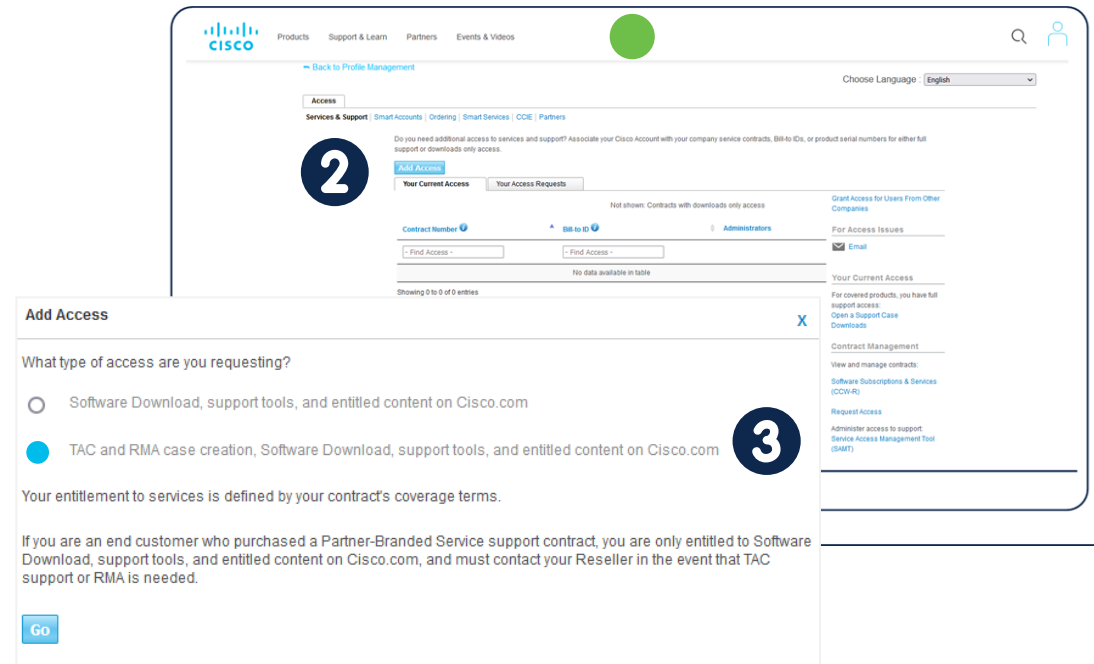 CISCO
Products Support & Learn Partners Events & Videos
Back to Profile Management
Choose Language : English
Access
Services & Support | Smart Accounts | Ordering | Smart Services | CCIE | Partners
Do you need additional access to services and support? Associate your Cisco Account with your company service contracts, Bill-to IDs, or product serial numbers for either full
support or downloads only access.
2
Add Access
Your Current Access Your Access Requests
Not shown: Contracts with downloads only access
Contract Number Bill-to ID Administrators
- Find Access - - Find Access -
No data available in table
Showing 0 to 0 of 0 entries
Grant Access for Users From Other
Companies
For Access Issues
Email
Your Current Access
For covered products, you have full
support access:
Open a Support Case
Downloads
Contract Management
View and manage contracts:
Software Subscriptions & Services
(CCW-R)
Request Access
Administer access to support
Service Access Management Tool
(SAMT)
Add Access
X
What type of access are you requesting?
Software Download, support tools, and entitled content on Cisco.com
TAC and RMA case creation, Software Download, support tools, and entitled content on Cisco.com
3
Your entitlement to services is defined by your contract's coverage terms.
If you are an end customer who purchased a Partner-Branded Service support contract, you are only entitled to Software
Download, support tools, and entitled content on Cisco.com, and must contact your Reseller in the event that TAC
support or RMA is needed.
Go